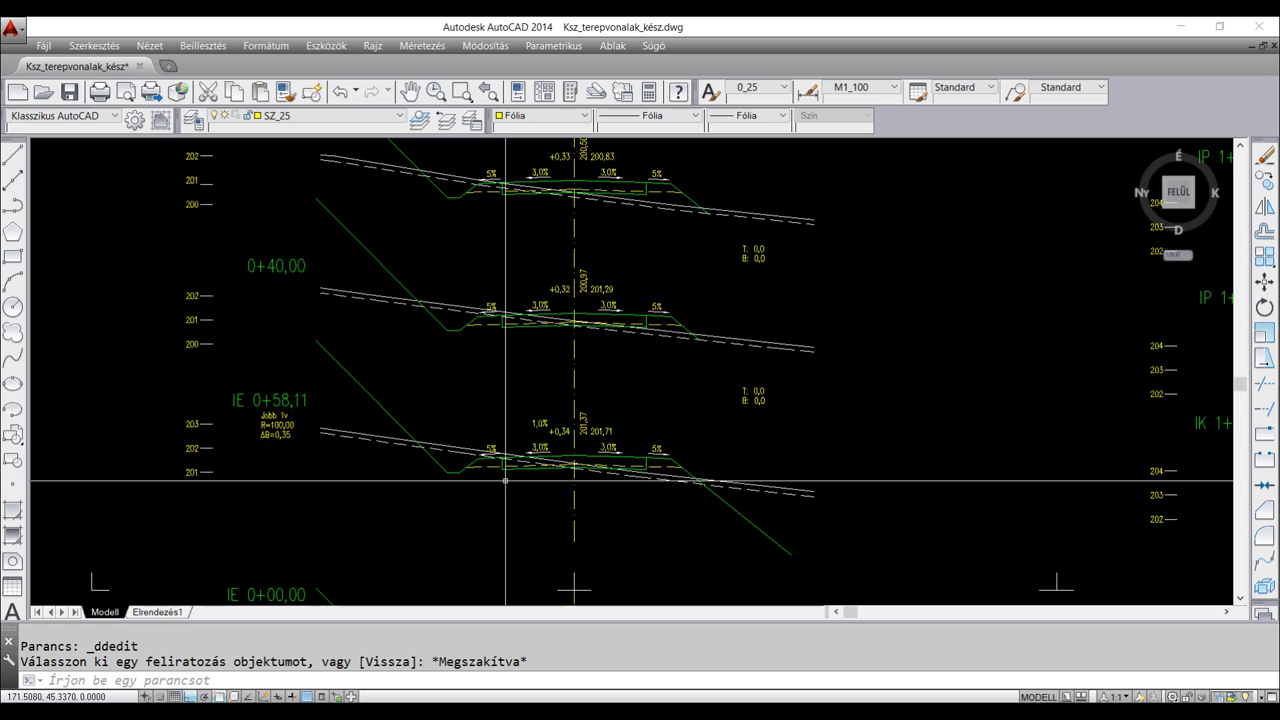 Autodesk AutoCAD 2014 Ksz_terepvonalak_kész.dwg
Fájl Szerkesztés Nézet Beillesztés Formátum Eszközök Rajz Méretezés Módosítás Parametrikus Ablak Súgó
Ksz_terepvonalak_kész*
0_25 M1_100 Standard Standard
Klasszikus AutoCAD SZ_25 Fólia Fólia Fólia Szín
202
201
200
+0,33 200,83
5% 3,0% 3,0% 5%
T: 0,0
B: 0,0
0+40,00
202
201
200
200,97
+0,32 201,29
5% 3,0% 3,0% 5%
T: 0,0
B: 0,0
IE 0+58,11
Jobb ív
R=100,00
ΔB=0,35
203
202
201
1,0%
201,37
+0,34 201,71
5% 3,0% 3,0% 5%
IE 0+00,00
IP 1+
É
NY FELÜL K
D
204
203
202
IP 1+
204
203
202
IK 1+
204
203
202
Modell Elrendezés1
Parancs: _ddedit
Válasszon ki egy feliratozás objektumot, vagy [Vissza]: *Megszakítva*
Írjon be egy parancsot
171.5080, 45.3370, 0.0000 MODELL 1:1